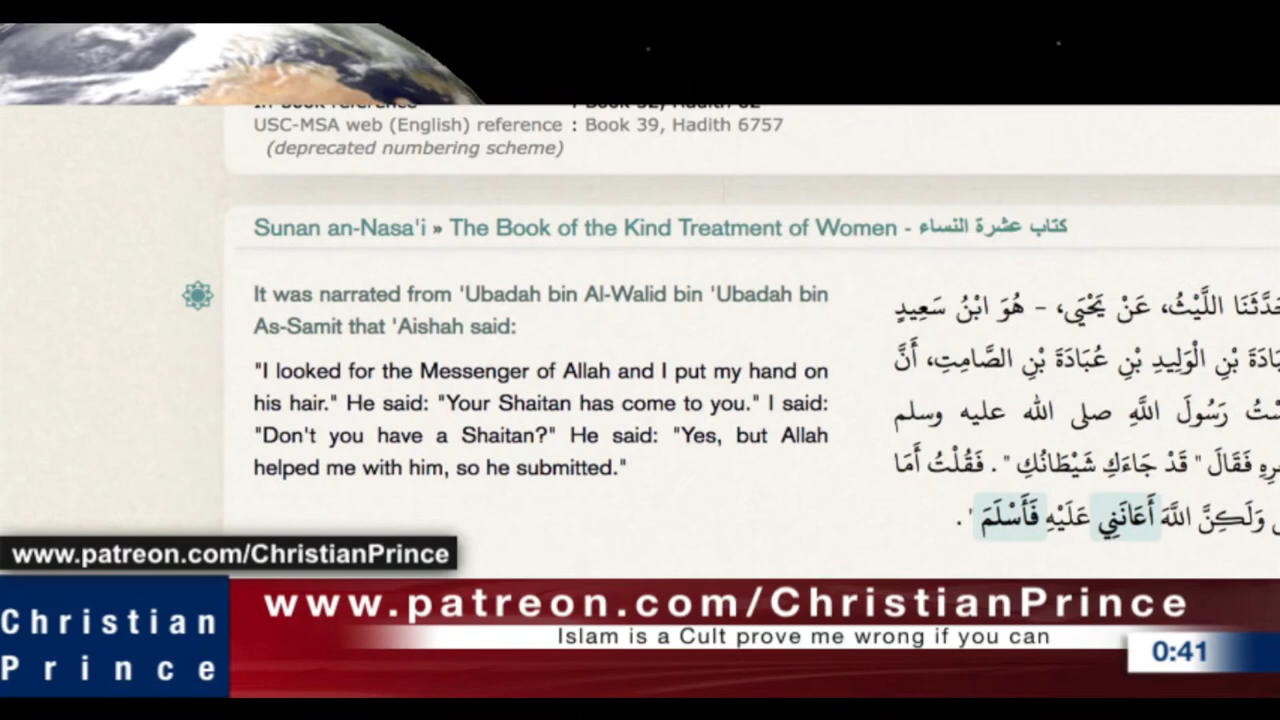 : Book 52, Hadith 62
USC-MSA web (English) reference : Book 39, Hadith 6757
(deprecated numbering scheme)
Sunan an-Nasa'i » The Book of the Kind Treatment of Women - كتاب عشرة النساء
It was narrated from 'Ubadah bin Al-Walid bin 'Ubadah bin
As-Samit that 'Aishah said:
"I looked for the Messenger of Allah and I put my hand on
his hair." He said: "Your Shaitan has come to you." I said:
"Don't you have a Shaitan?" He said: "Yes, but Allah
helped me with him, so he submitted."
اللَّيْثُ، عَنْ يَحْيَى، - هُوَ ابْنُ سَعِيدٍ
بْنِ الْوَلِيدِ بْنِ عُبَادَةَ بْنِ الصَّامِتِ، أَنَّ
رَسُولَ اللَّهِ صلى الله عليه وسلم
فَقَالَ " قَدْ جَاءَكِ شَيْطَانُكِ " . فَقُلْتُ أَمَا
وَلَكِنَّ اللَّهَ أَعَانَنِي عَلَيْهِ فَأَسْلَمَ " .
www.patreon.com/ChristianPrince
Christian
Prince
www.patreon.com/ChristianPrince
Islam is a Cult prove me wrong if you can
0:41